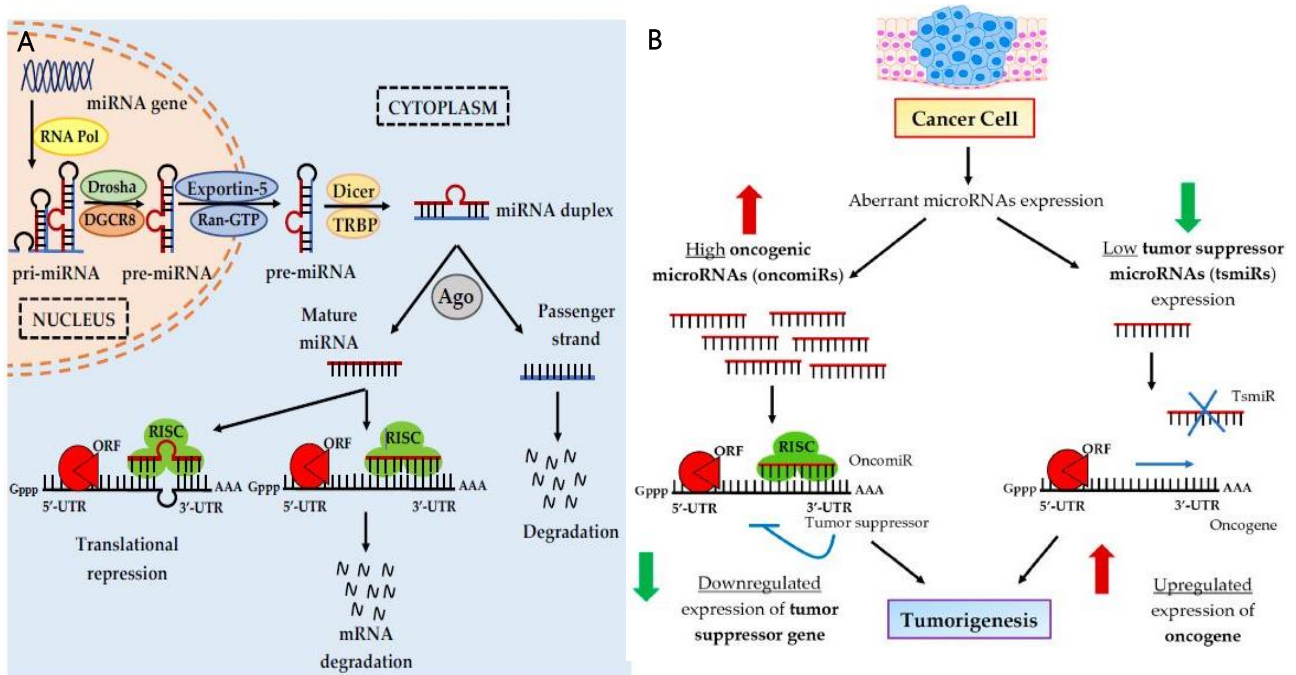 A
miRNA gene
RNA Pol
CYTOPLASM
Drosha
DGCR8
Exportin-5
Ran-GTP
Dicer
TRBP
miRNA duplex
pri-miRNA
pre-miRNA
pre-miRNA
NUCLEUS
Ago
Mature
miRNA
Passenger
strand
RISC
ORF
Gppp
AAA
5′-UTR
3′-UTR
Translational
repression
RISC
ORF
Gppp
AAA
5′-UTR
3′-UTR
N N N
N N N
N N N
Degradation
N N N
N N N
N N N
N N
mRNA
degradation
B
Cancer Cell
Aberrant microRNAs expression
High oncogenic
microRNAs (oncomiRs)
Low tumor suppressor
microRNAs (tsmiRs)
expression
TsmiR
RISC
ORF
OncomiR
Gppp
AAA
5′-UTR
3′-UTR
Tumor suppressor
ORF
Gppp
AAA
5′-UTR
3′-UTR
Oncogene
Downregulated
expression of tumor
suppressor gene
Tumorigenesis
Upregulated
expression of
oncogene